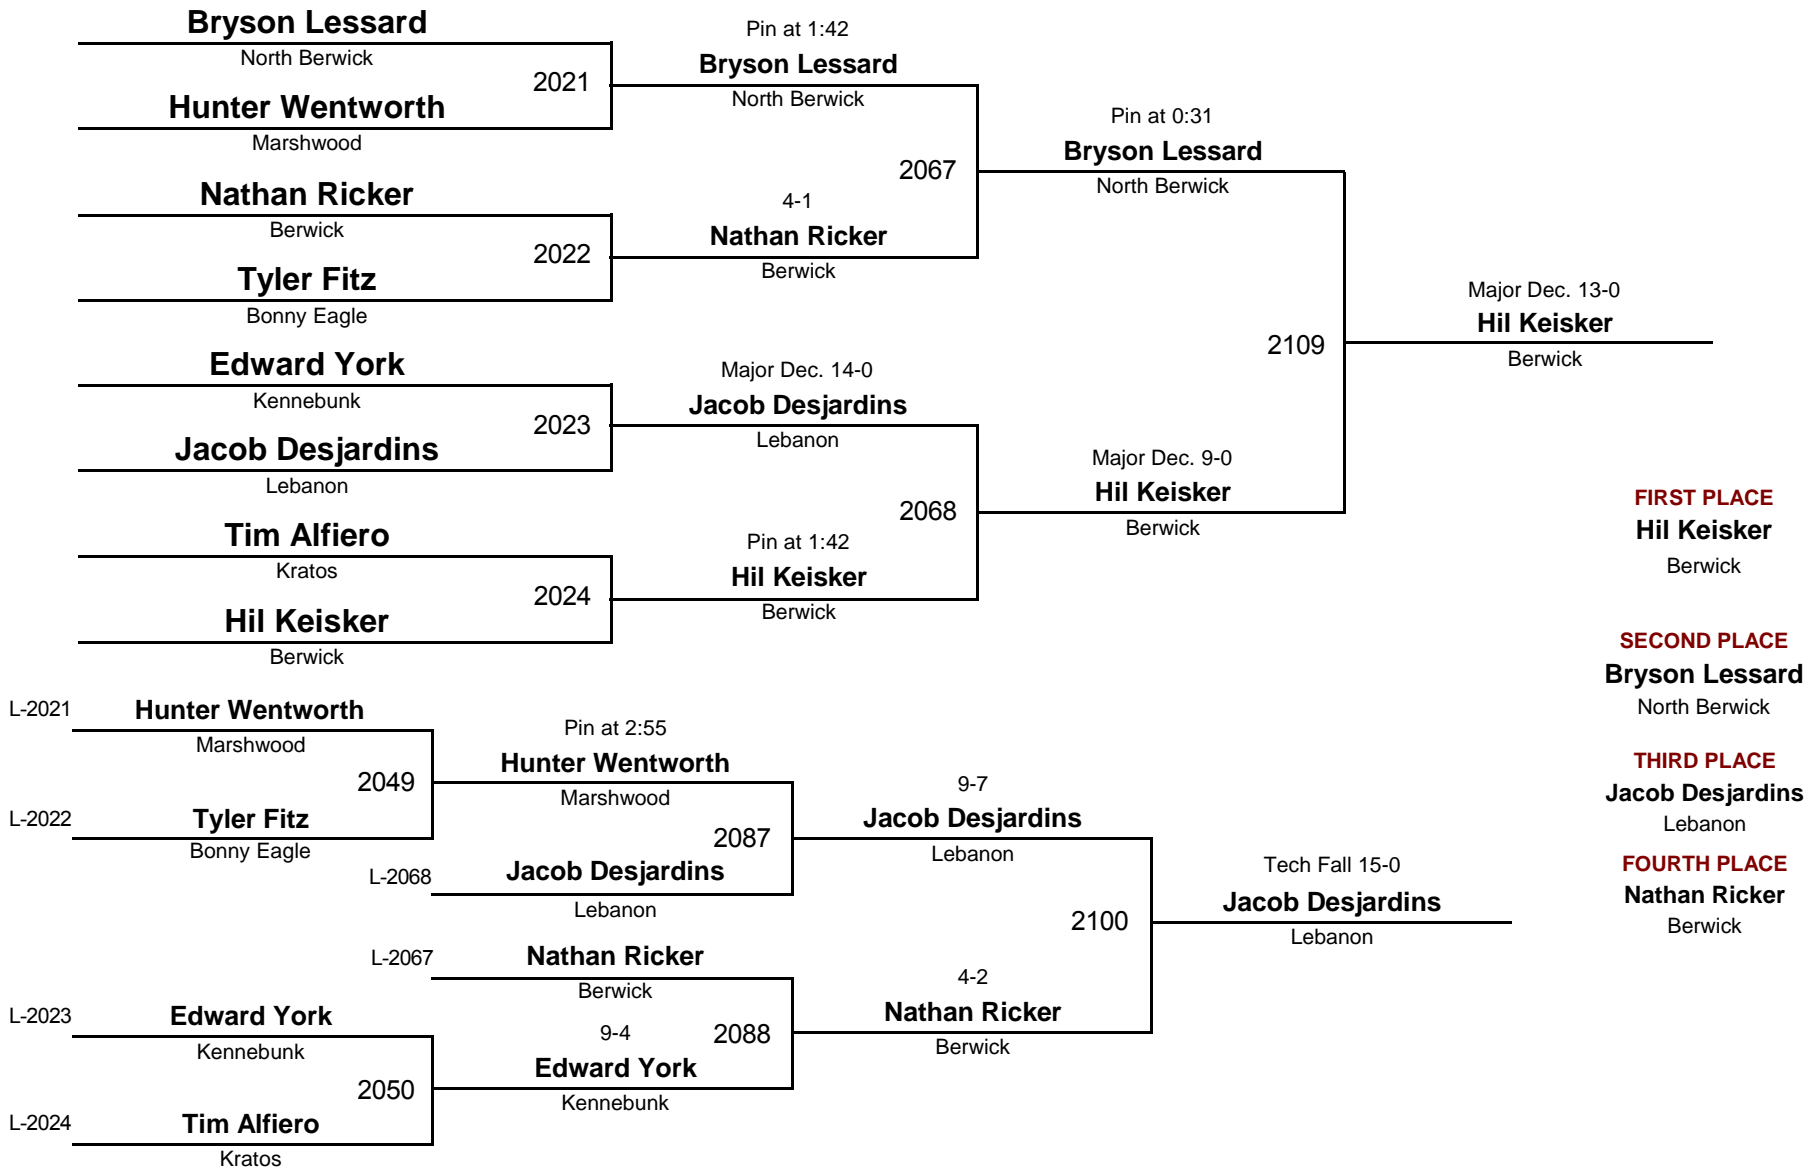 Bryson Lessard
North Berwick
2021
Hunter Wentworth
Marshwood
Nathan Ricker
Berwick
2022
Tyler Fitz
Bonny Eagle
Edward York
Kennebunk
2023
Jacob Desjardins
Lebanon
Tim Alfiero
Kratos
2024
Hil Keisker
Berwick
Pin at 1:42
Bryson Lessard
North Berwick
2067
4-1
Nathan Ricker
Berwick
Major Dec. 14-0
Jacob Desjardins
Lebanon
2068
Pin at 1:42
Hil Keisker
Berwick
Pin at 0:31
Bryson Lessard
North Berwick
2109
Major Dec. 9-0
Hil Keisker
Berwick
Major Dec. 13-0
Hil Keisker
Berwick
FIRST PLACE
Hil Keisker
Berwick
SECOND PLACE
Bryson Lessard
North Berwick
THIRD PLACE
Jacob Desjardins
Lebanon
FOURTH PLACE
Nathan Ricker
Berwick
L-2021
Hunter Wentworth
Marshwood
2049
L-2022
Tyler Fitz
Bonny Eagle
Pin at 2:55
Hunter Wentworth
Marshwood
2087
L-2068
Jacob Desjardins
Lebanon
L-2067
Nathan Ricker
Berwick
2088
L-2023
Edward York
Kennebunk
2050
L-2024
Tim Alfiero
Kratos
9-4
Edward York
Kennebunk
9-7
Jacob Desjardins
Lebanon
2100
4-2
Nathan Ricker
Berwick
Tech Fall 15-0
Jacob Desjardins
Lebanon